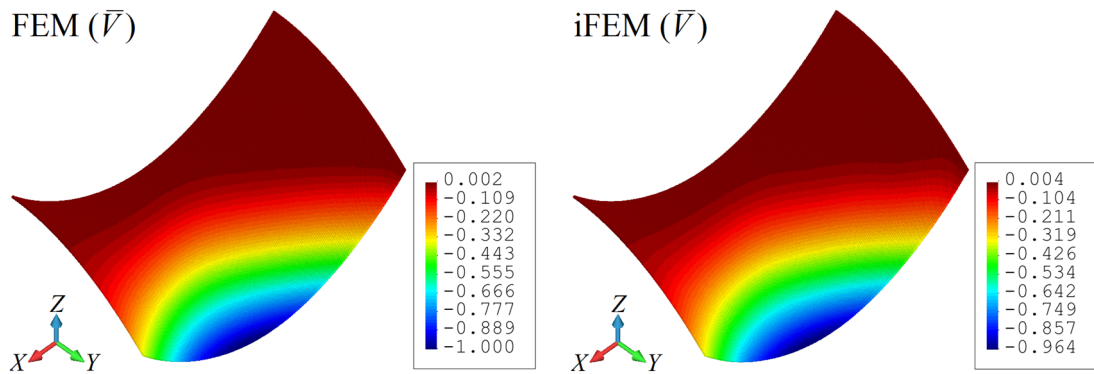 FEM (V̅)
0.002
-0.109
-0.220
-0.332
-0.443
-0.555
-0.666
-0.777
-0.889
-1.000
Z
X
Y
iFEM (V̅)
0.004
-0.104
-0.211
-0.319
-0.426
-0.534
-0.642
-0.749
-0.857
-0.964
Z
X
Y